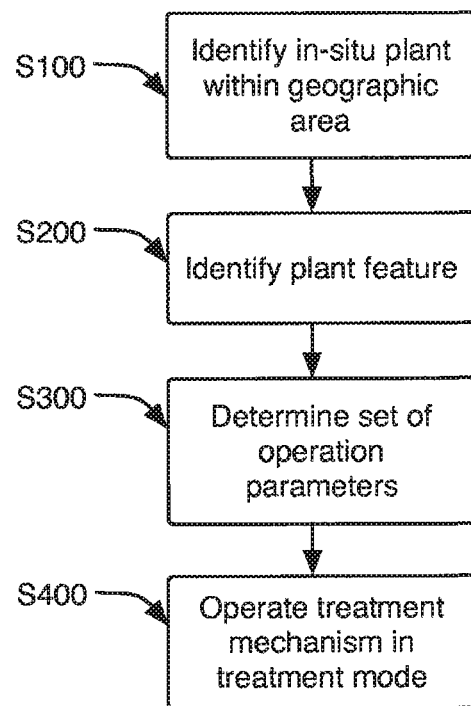 S100
Identify in-situ plant
within geographic
area
S200
Identify plant feature
S300
Determine set of
operation
parameters
S400
Operate treatment
mechanism in
treatment mode